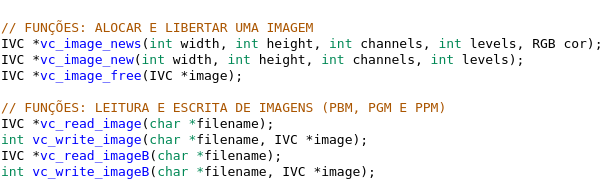 // FUNÇÕES: ALOCAR E LIBERTAR UMA IMAGEM
IVC *vc_image_news(int width, int height, int channels, int levels, RGB cor);
IVC *vc_image_new(int width, int height, int channels, int levels);
IVC *vc_image_free(IVC *image);
// FUNÇÕES: LEITURA E ESCRITA DE IMAGENS (PBM, PGM E PPM)
IVC *vc_read_image(char *filename);
int vc_write_image(char *filename, IVC *image);
IVC *vc_read_imageB(char *filename);
int vc_write_imageB(char *filename, IVC *image);